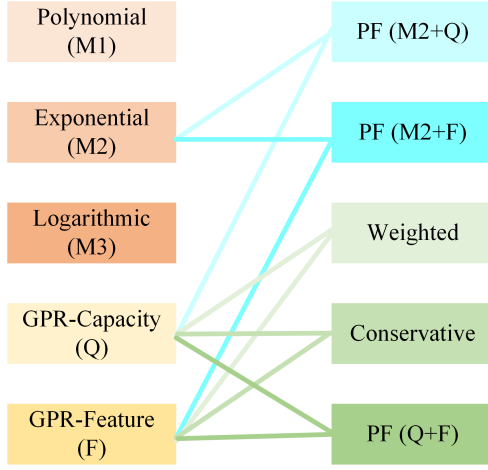 Polynomial
(M1)
Exponential
(M2)
Logarithmic
(M3)
GPR-Capacity
(Q)
GPR-Feature
(F)
PF (M2+Q)
PF (M2+F)
Weighted
Conservative
PF (Q+F)